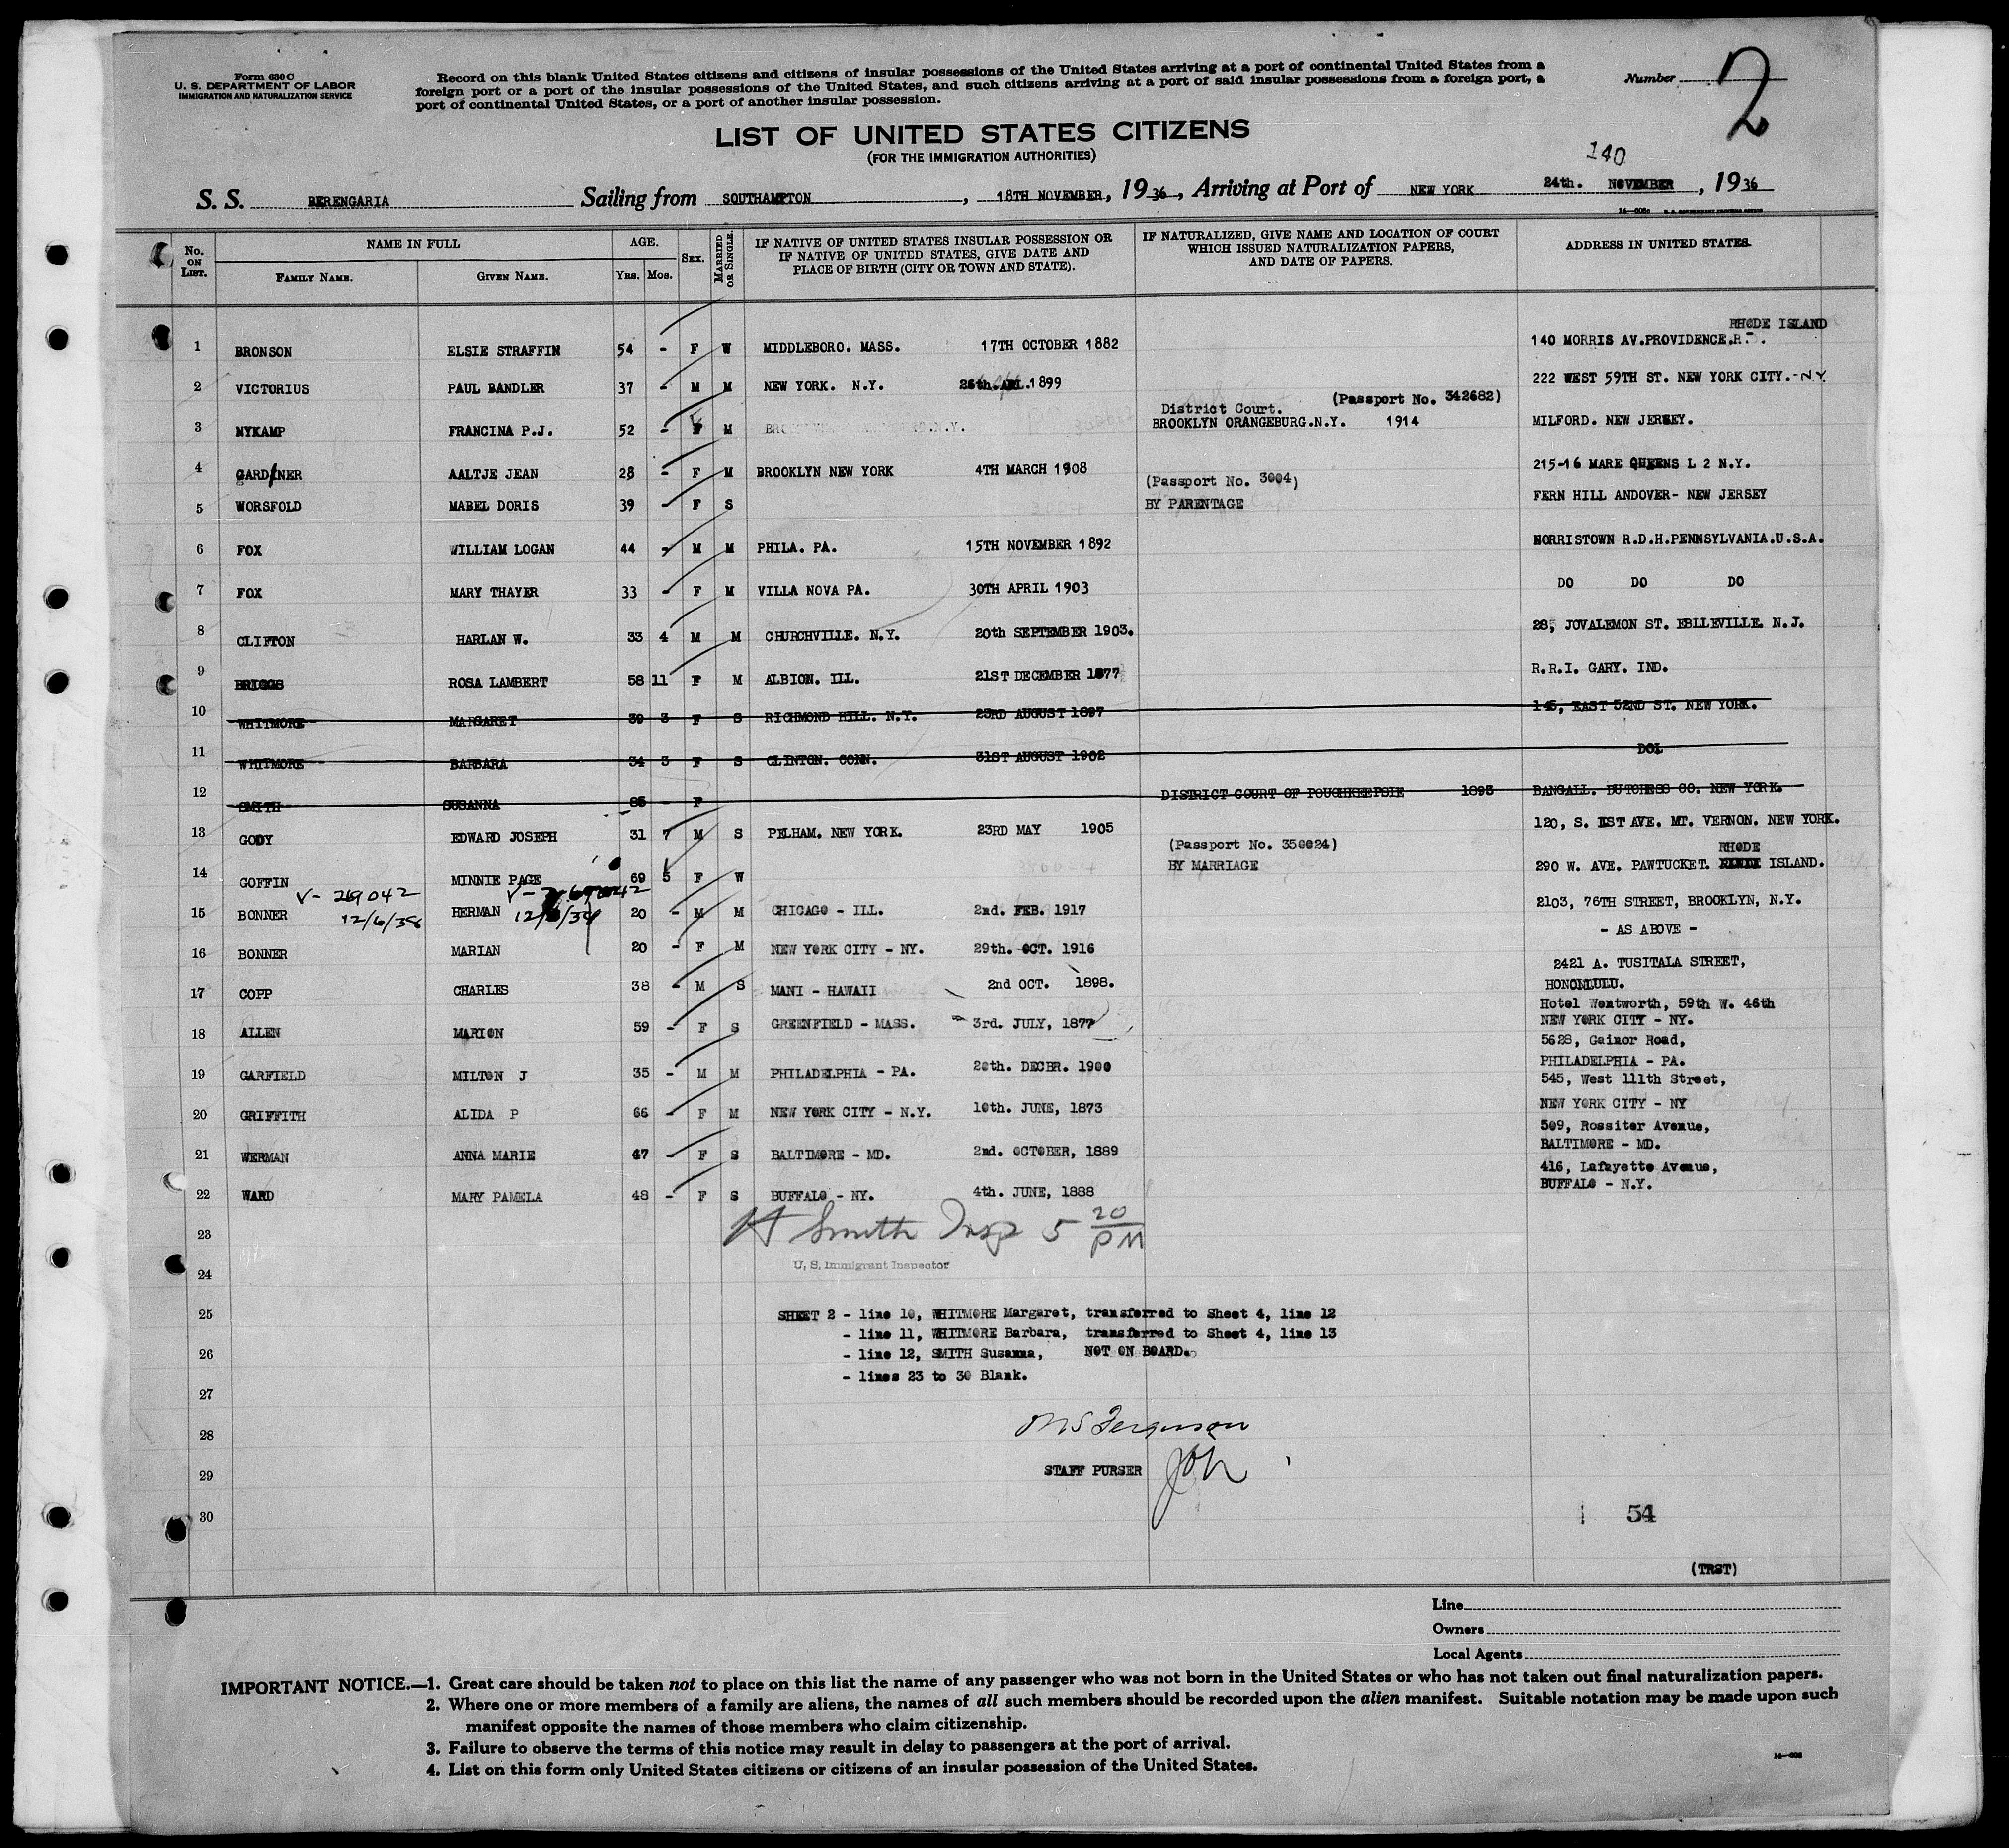 Form 630 C
U. S. DEPARTMENT OF LABOR
IMMIGRATION AND NATURALIZATION SERVICE
Record on this blank United States citizens and citizens of insular possessions of the United States arriving at a port of continental United States from a
foreign port or a port of the insular possessions of the United States, and such citizens arriving at a port of said insular possessions from a foreign port, a
port of continental United States, or a port of another insular possession.
Number 2
LIST OF UNITED STATES CITIZENS
(FOR THE IMMIGRATION AUTHORITIES)
140
S. S. BERENGARIA Sailing from SOUTHAMPTON, 18TH NOVEMBER, 1936, Arriving at Port of NEW YORK 24th. NOVEMBER, 1936
No. ON LIST. NAME IN FULL FAMILY NAME. GIVEN NAME. AGE. YRS. MOS. SEX. MARRIED OR SINGLE. IF NATIVE OF UNITED STATES INSULAR POSSESSION OR IF NATIVE OF UNITED STATES, GIVE DATE AND PLACE OF BIRTH (CITY OR TOWN AND STATE). IF NATURALIZED, GIVE NAME AND LOCATION OF COURT WHICH ISSUED NATURALIZATION PAPERS, AND DATE OF PAPERS. ADDRESS IN UNITED STATES.
RHODE ISLAND
1 BRONSON ELSIE STRAFFIN 54 - F W MIDDLEBORO. MASS. 17TH OCTOBER 1882 140 MORRIS AV.PROVIDENCE.R
2 VICTORIUS PAUL BANDLER 37 - M M NEW YORK. N.Y. 26th. 1899 222 WEST 59TH ST. NEW YORK CITY.-N.Y
District Court. (Passport No. 342682)
3 NYKAMP FRANCINA P.J. 52 - F M BROOKLYN ORANGEBURG.N.Y. 1914 MILFORD. NEW JERSEY.
4 GARDINER AALTJE JEAN 28 - F M BROOKLYN NEW YORK 4TH MARCH 1908 215-16 MARE QUEENS L 2 N.Y.
(Passport No. 3004)
5 WORSFOLD MABEL DORIS 39 - F S BY PARENTAGE FERN HILL ANDOVER- NEW JERSEY
6 FOX WILLIAM LOGAN 44 - M M PHILA. PA. 15TH NOVEMBER 1892 NORRISTOWN R.D.H.PENNSYLVANIA.U.S.A.
7 FOX MARY THAYER 33 - F M VILLA NOVA PA. 30TH APRIL 1903 DO DO DO
8 CLIFTON HARLAN W. 33 4 M M CHURCHVILLE. N.Y. 20th SEPTEMBER 1903. 28, JOVALEMON ST. EBLLEVILLE. N.J.
9 BRIGGS ROSA LAMBERT 58 11 F M ALBION. ILL. 21ST DECEMBER 1877 R.R.I. GARY. IND.
10 WHITMORE MARGARET 39 3 F S RICHMOND HILL. N.Y. 23RD AUGUST 1897 145, EAST 52ND ST. NEW YORK.
11 WHITMORE BARBARA 34 3 F S CLINTON. CONN. 31ST AUGUST 1902 DOL
12 SMITH SUSANNA 85 - F DISTRICT COURT OF POUGHKEEPSIE 1893 BANGALL. DUTCHESS CO. NEW YORK.
13 GODY EDWARD JOSEPH 31 7 M S PELHAM. NEW YORK. 23RD MAY 1905 120, S. 1ST AVE. MT. VERNON. NEW YORK.
(Passport No. 350024) RHODE
14 GOFFIN MINNIE PAGE 69 5 F W BY MARRIAGE 290 W. AVE. PAWTUCKET. ISLAND.
V-269042
15 BONNER 12/6/38 HERMAN 20 - M M CHICAGO - ILL. 2nd. FEB. 1917 2103, 76TH STREET, BROOKLYN, N.Y.
16 BONNER MARIAN 20 - F M NEW YORK CITY - NY. 29th. OCT. 1916 - AS ABOVE -
2421 A. TUSITALA STREET,
17 COPP CHARLES 38 - M S MANI - HAWAII 2nd OCT. 1898. HONOLULU.
Hotel Wentworth, 59th W. 46th
18 ALLEN MARION 59 - F S GREENFIELD - MASS. 3rd. JULY, 1877 NEW YORK CITY - NY.
5628, Gainor Road,
19 GARFIELD MILTON J 35 - M M PHILADELPHIA - PA. 20th. DECBR. 1900 PHILADELPHIA - PA.
545, West 111th Street,
20 GRIFFITH ALIDA P 66 - F M NEW YORK CITY - N.Y. 10th. JUNE, 1873 NEW YORK CITY - NY
509, Rossiter Avenue,
21 WERMAN ANNA MARIE 47 - F S BALTIMORE - MD. 2nd. OCTOBER, 1889 BALTIMORE - MD.
416, Lafayette Avenue,
22 WARD MARY PAMELA 48 - F S BUFFALO - NY. 4th. JUNE, 1888 BUFFALO - N.Y.
23 Smith Insp 5 20 PM
U. S. Immigrant Inspector
24
25 SHEET 2 - line 10, WHITMORE Margaret, transferred to Sheet 4, line 12
- line 11, WHITMORE Barbara, transferred to Sheet 4, line 13
26 - line 12, SMITH Susanna, NOT ON BOARD.
- lines 23 to 30 Blank.
27
28 Ferguson
29 STAFF PURSER
30 54
(TRST)
Line
Owners
Local Agents
IMPORTANT NOTICE.—1. Great care should be taken not to place on this list the name of any passenger who was not born in the United States or who has not taken out final naturalization papers.
2. Where one or more members of a family are aliens, the names of all such members should be recorded upon the alien manifest. Suitable notation may be made upon such
manifest opposite the names of those members who claim citizenship.
3. Failure to observe the terms of this notice may result in delay to passengers at the port of arrival.
4. List on this form only United States citizens or citizens of an insular possession of the United States.